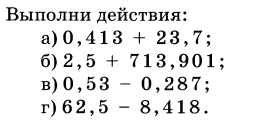 Выполни действия:
а) 0,413 + 23,7;
б) 2,5 + 713,901;
в) 0,53 – 0,287;
г) 62,5 – 8,418.